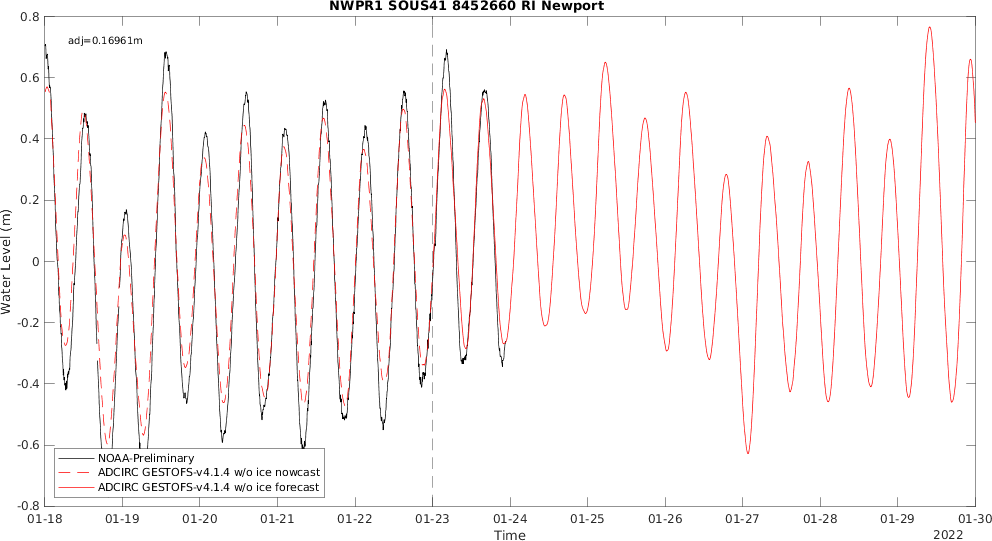 NWPR1 SOUS41 8452660 RI Newport
adj=0.16961m
0.8
0.6
0.4
0.2
0
-0.2
-0.4
-0.6
-0.8
Water Level (m)
NOAA-Preliminary
ADCIRC GESTOFS-v4.1.4 w/o ice nowcast
ADCIRC GESTOFS-v4.1.4 w/o ice forecast
01-18 01-19 01-20 01-21 01-22 01-23 01-24 01-25 01-26 01-27 01-28 01-29 01-30
Time
2022